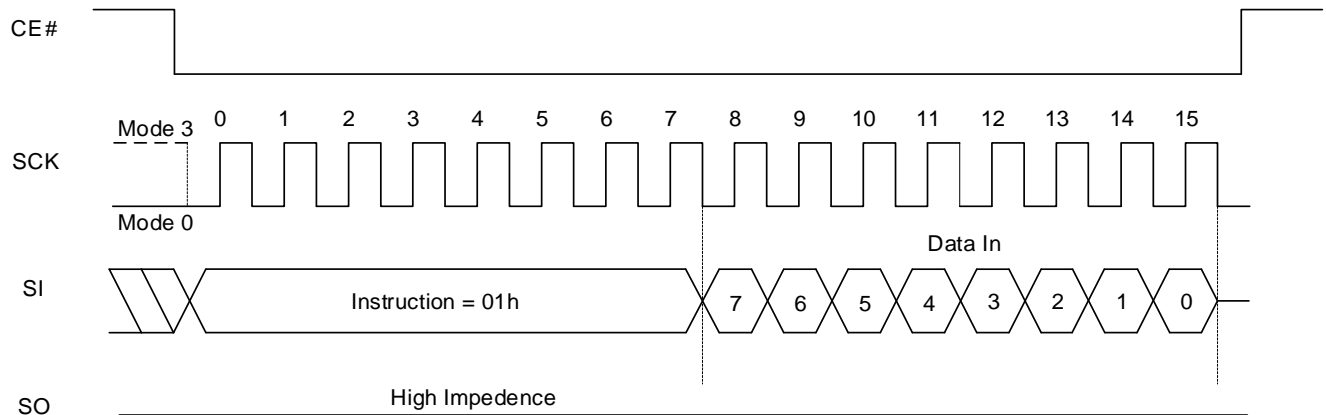 CE#
Mode 3
0 1 2 3 4 5 6 7 8 9 10 11 12 13 14 15
SCK
Mode 0
Data In
SI
Instruction = 01h
7 6 5 4 3 2 1 0
High Impedence
SO